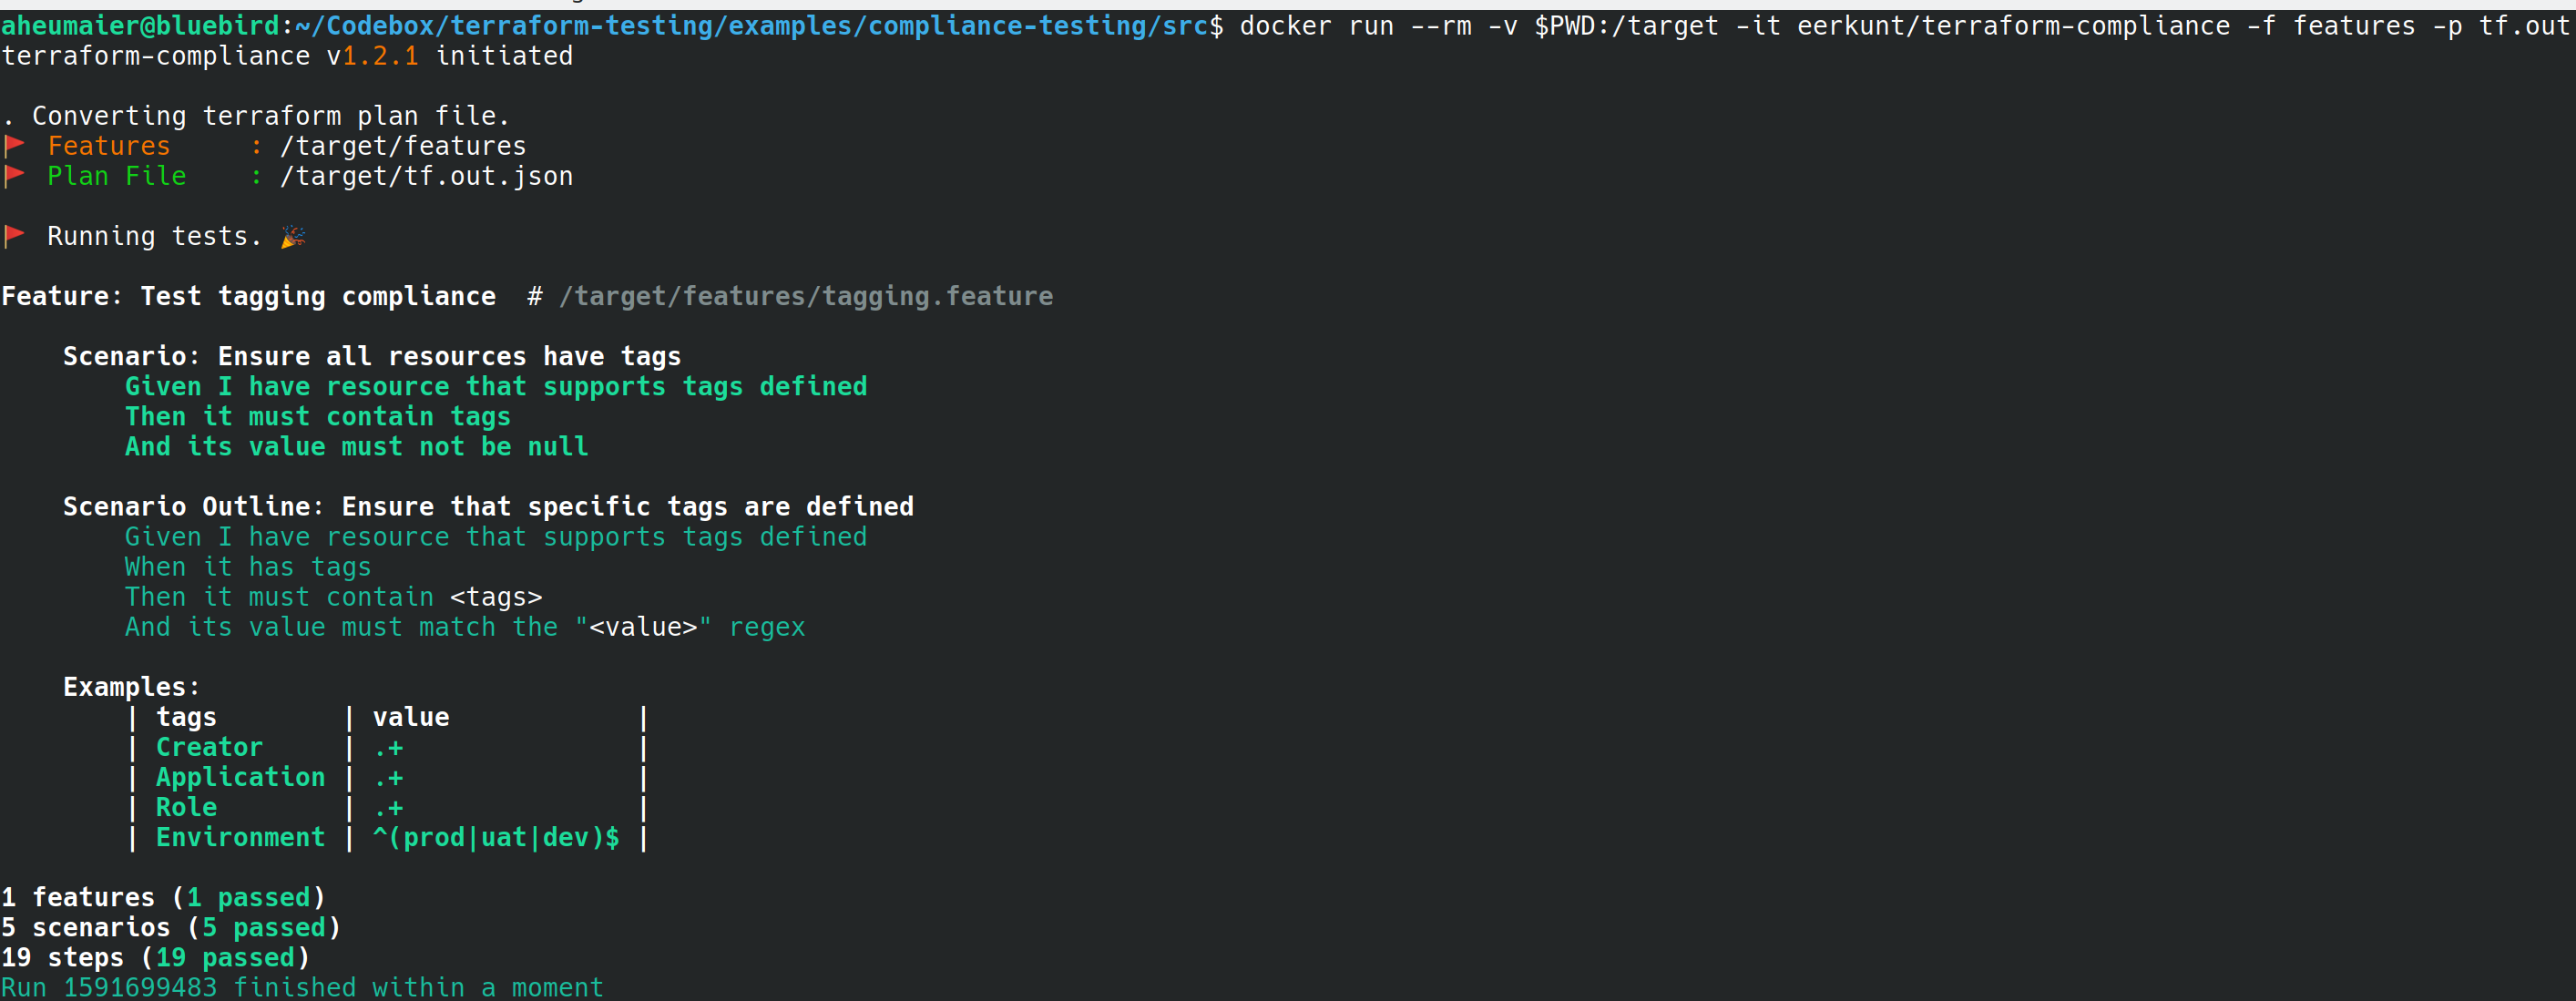 aheumaier@bluebird:~/Codebox/terraform-testing/examples/compliance-testing/src$ docker run --rm -v $PWD:/target -it eerkunt/terraform-compliance -f features -p tf.out
terraform-compliance v1.2.1 initiated
. Converting terraform plan file.
🚩 Features     : /target/features
🚩 Plan File    : /target/tf.out.json
🚩 Running tests. 🎉
Feature: Test tagging compliance  # /target/features/tagging.feature
    Scenario: Ensure all resources have tags
        Given I have resource that supports tags defined
        Then it must contain tags
        And its value must not be null
    Scenario Outline: Ensure that specific tags are defined
        Given I have resource that supports tags defined
        When it has tags
        Then it must contain <tags>
        And its value must match the "<value>" regex
    Examples:
        | tags        | value            |
        | Creator     | .+               |
        | Application | .+               |
        | Role        | .+               |
        | Environment | ^(prod|uat|dev)$ |
1 features (1 passed)
5 scenarios (5 passed)
19 steps (19 passed)
Run 1591699483 finished within a moment